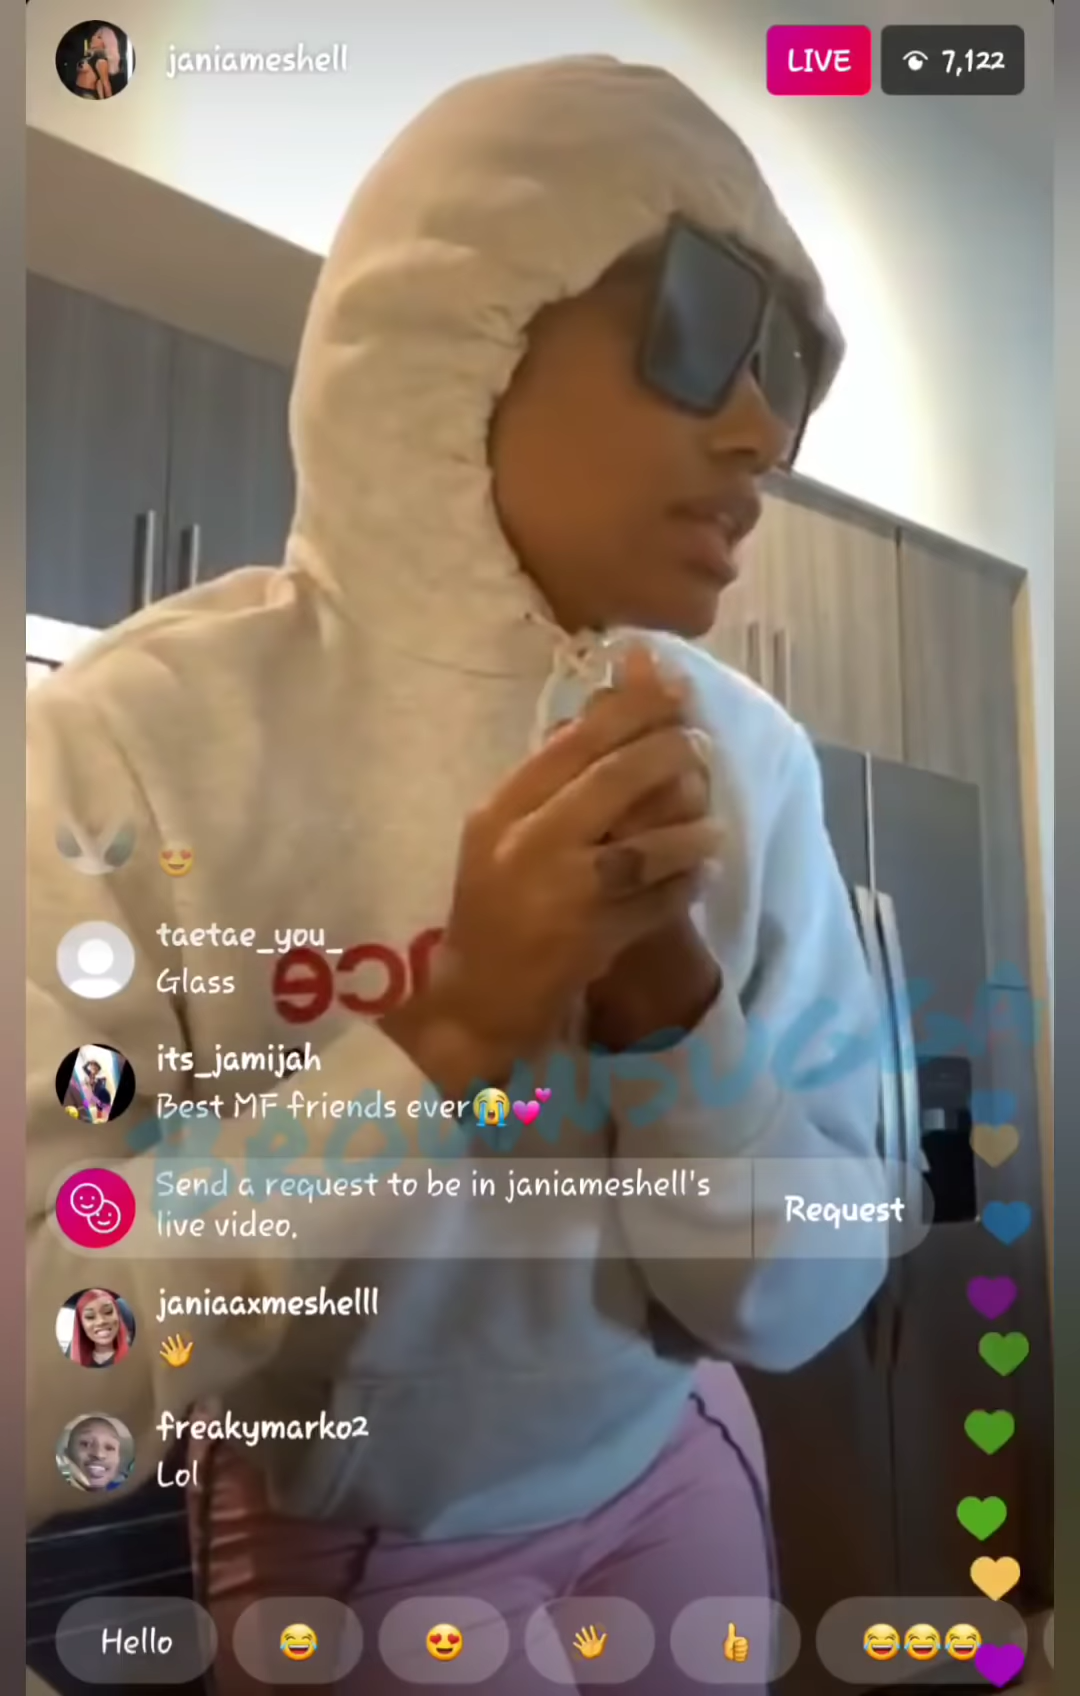 janiameshell
LIVE
7,122
😍
taetae_you_
Glass
its_jamijah
Best MF friends ever😭💕
Send a request to be in janiameshell's
live video.
Request
janiaaxmeshelll
👋
freakymarko2
Lol
BROWNSUGGA
Hello
😂
😍
👋
👍
😂😂😂